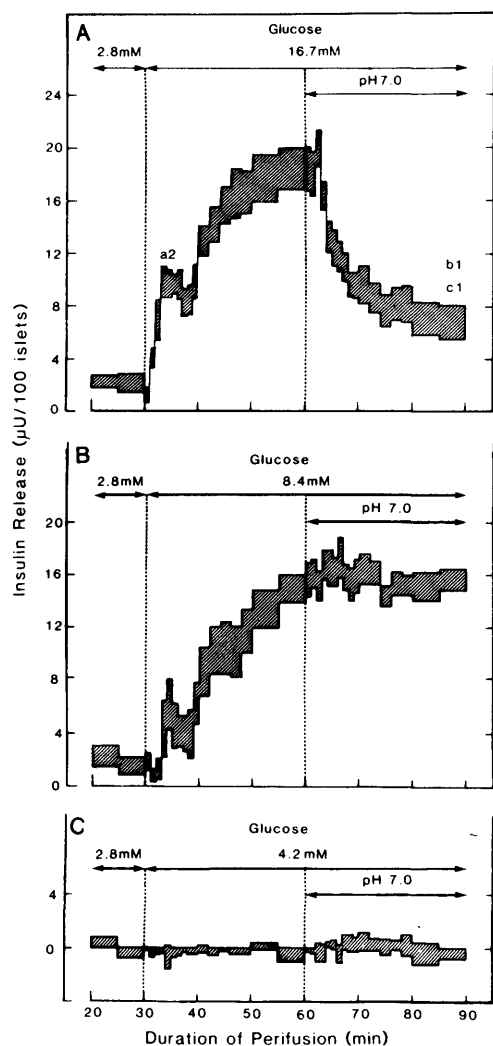 A
Glucose
2.8mM 16.7mM
pH7.0
24
20
16
12
8
4
0
a2
b1
c1
B
Glucose
2.8mM 8.4mM
pH 7.0
20
16
12
8
4
0
C
Glucose
2.8mM 4.2mM
pH 7.0
4
0
20 30 40 50 60 70 80 90
Duration of Perifusion (min)
Insulin Release (µU/100 islets)